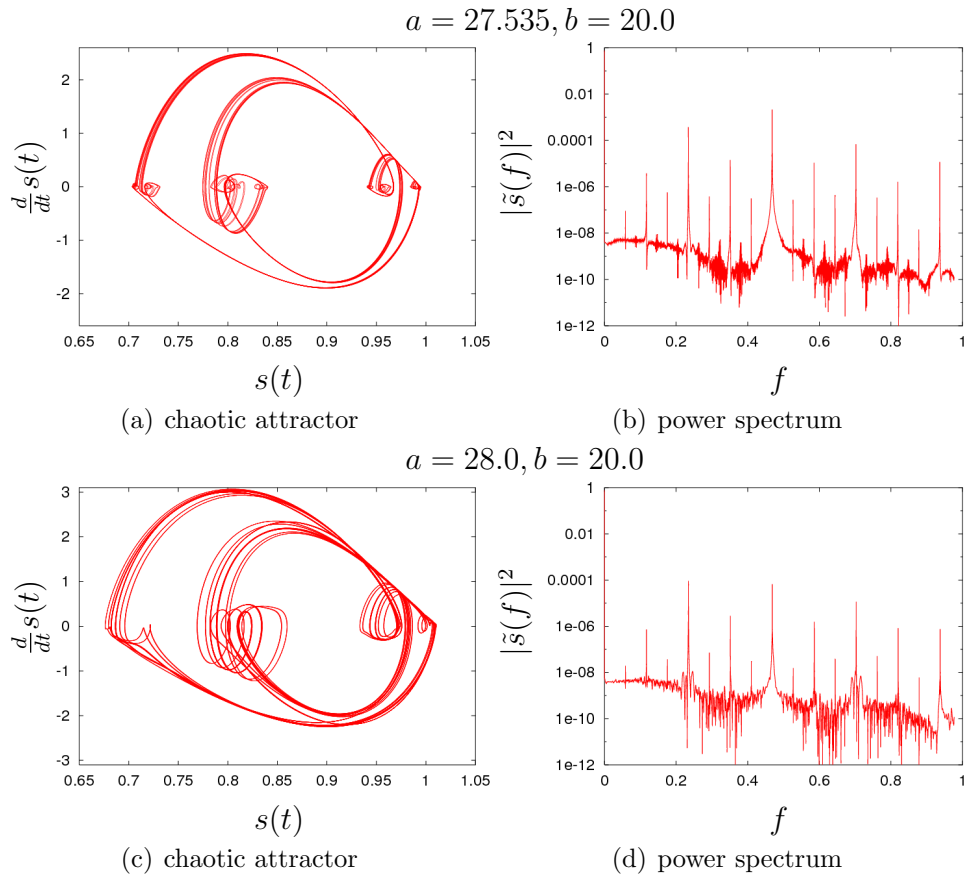 a = 27.535, b = 20.0
d/dt s(t)
2
1
0
-1
-2
0.65 0.7 0.75 0.8 0.85 0.9 0.95 1 1.05
s(t)
(a) chaotic attractor
|s̃(f)|²
1
0.01
0.0001
1e-06
1e-08
1e-10
1e-12
0 0.2 0.4 0.6 0.8 1
f
(b) power spectrum
a = 28.0, b = 20.0
d/dt s(t)
3
2
1
0
-1
-2
-3
0.65 0.7 0.75 0.8 0.85 0.9 0.95 1 1.05
s(t)
(c) chaotic attractor
|s̃(f)|²
1
0.01
0.0001
1e-06
1e-08
1e-10
1e-12
0 0.2 0.4 0.6 0.8 1
f
(d) power spectrum